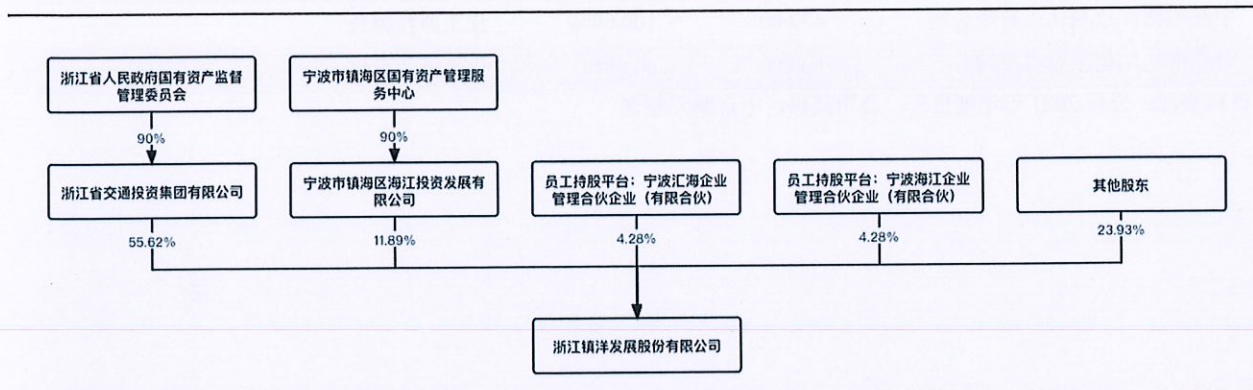 浙江省人民政府国有资产监督
管理委员会
宁波市镇海区国有资产管理服
务中心
90%
90%
浙江省交通投资集团有限公司
宁波市镇海区海江投资发展有
限公司
员工持股平台：宁波汇海企业
管理合伙企业（有限合伙）
员工持股平台：宁波海江企业
管理合伙企业（有限合伙）
其他股东
55.62%
11.89%
4.28%
4.28%
23.93%
浙江镇洋发展股份有限公司